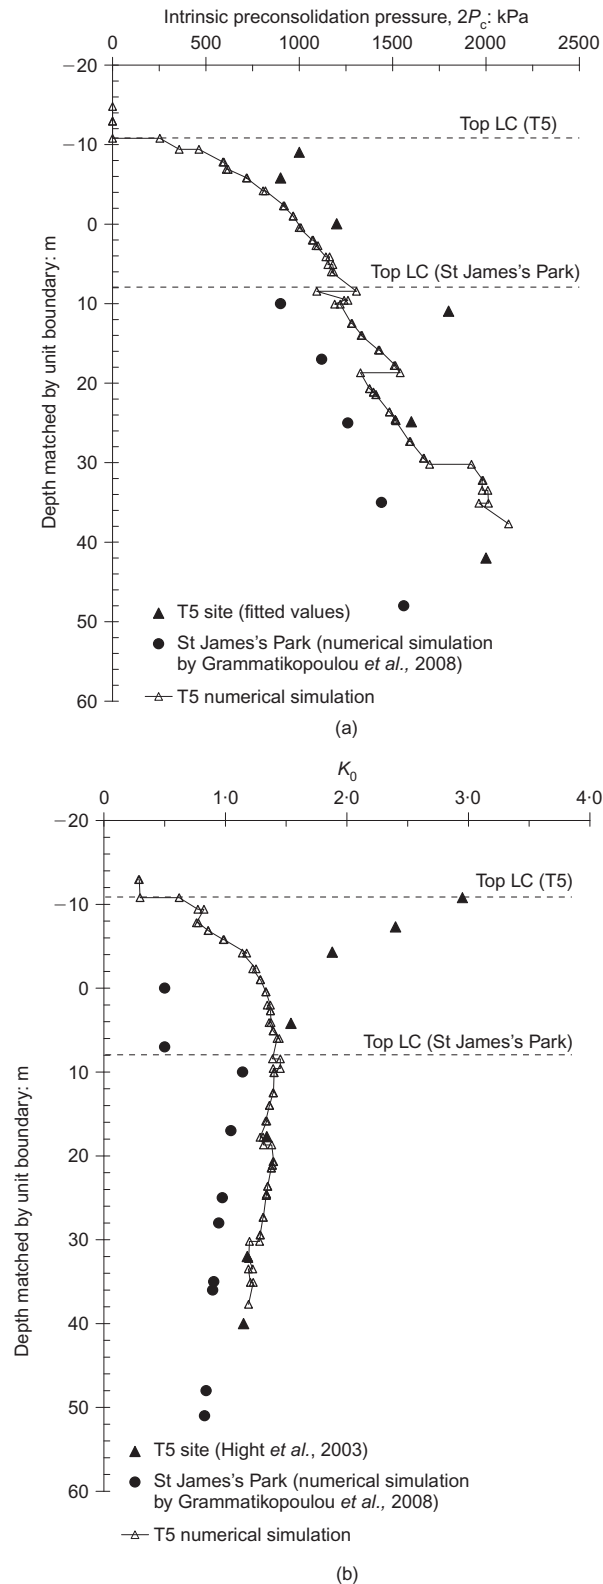 Intrinsic preconsolidation pressure, 2Pc: kPa
0 500 1000 1500 2000 2500
−20
Top LC (T5)
−10
0
Top LC (St James's Park)
10
20
30
40
50
60
Depth matched by unit boundary: m
T5 site (fitted values)
St James's Park (numerical simulation
by Grammatikopoulou et al., 2008)
T5 numerical simulation
(a)
K0
0 1·0 2·0 3·0 4·0
−20
Top LC (T5)
−10
0
Top LC (St James's Park)
10
20
30
40
50
60
Depth matched by unit boundary: m
T5 site (Hight et al., 2003)
St James's Park (numerical simulation
by Grammatikopoulou et al., 2008)
T5 numerical simulation
(b)